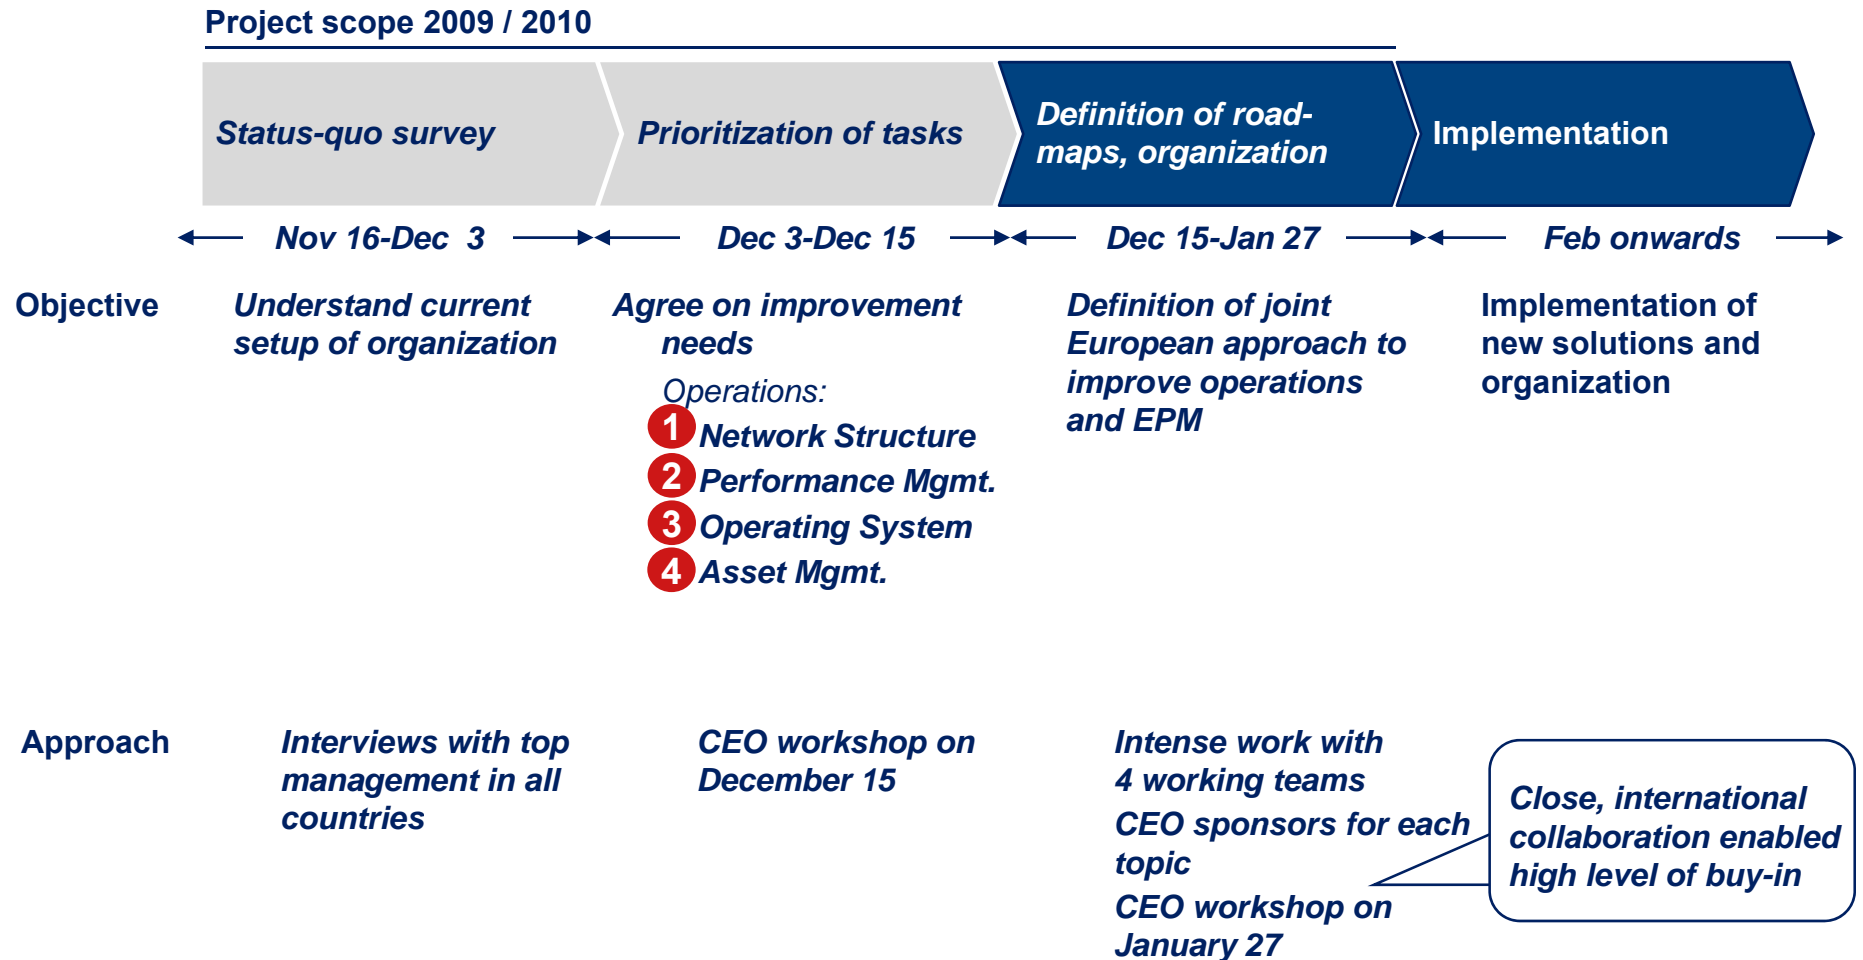 Project scope 2009 / 2010
Status-quo survey
Prioritization of tasks
Definition of road-
maps, organization
Implementation
Nov 16-Dec  3
Dec 3-Dec 15
Dec 15-Jan 27
Feb onwards
Objective
Understand current
setup of organization
Agree on improvement
needs
Operations:
1 Network Structure
2 Performance Mgmt.
3 Operating System
4 Asset Mgmt.
Definition of joint
European approach to
improve operations
and EPM
Implementation of
new solutions and
organization
Approach
Interviews with top
management in all
countries
CEO workshop on
December 15
Intense work with
4 working teams
CEO sponsors for each
topic
CEO workshop on
January 27
Close, international
collaboration enabled
high level of buy-in